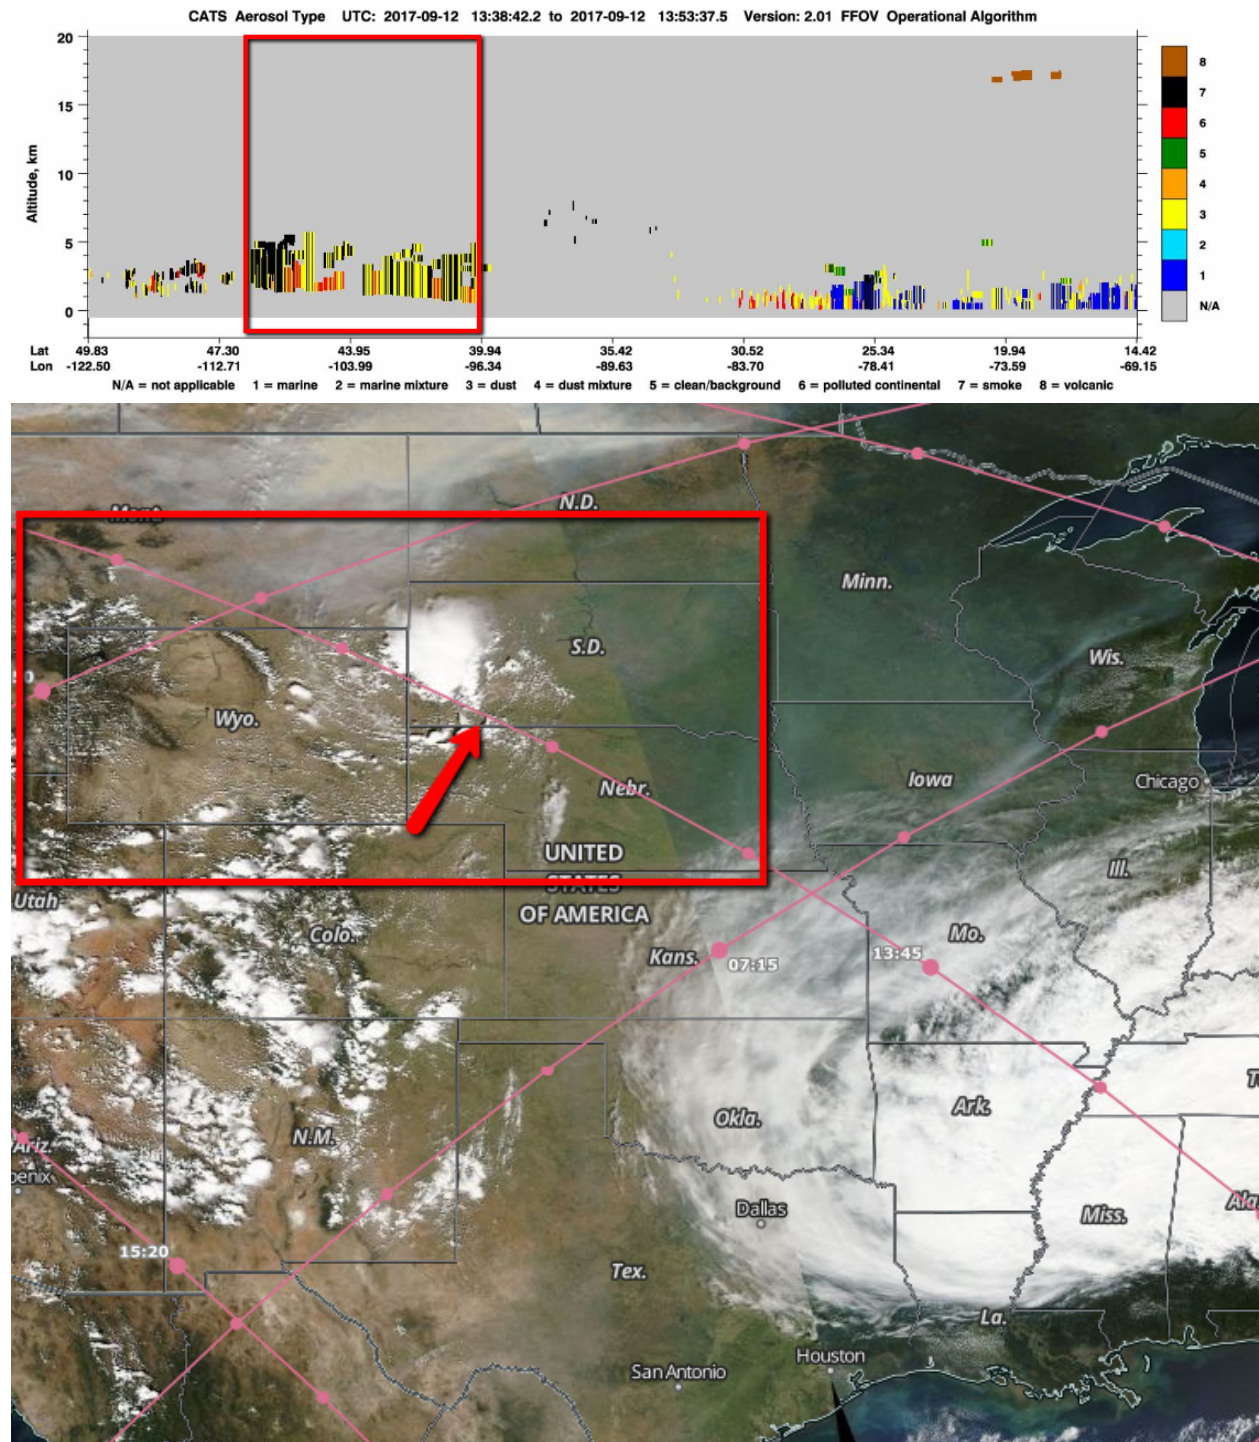 CATS Aerosol Type UTC: 2017-09-12 13:38:42.2 to 2017-09-12 13:53:37.5 Version: 2.01 FFOV Operational Algorithm
20
15
10
5
0
Altitude, km
8
7
6
5
4
3
2
1
N/A
Lat 49.83 47.30 43.95 39.94 35.42 30.52 25.34 19.94 14.42
Lon -122.50 -112.71 -103.99 -96.34 -89.63 -83.70 -78.41 -73.59 -69.15
N/A = not applicable 1 = marine 2 = marine mixture 3 = dust 4 = dust mixture 5 = clean/background 6 = polluted continental 7 = smoke 8 = volcanic
Mont.
N.D.
Minn.
S.D.
Wis.
Wyo.
Iowa
Chicago
Nebr.
UNITED
STATES
OF AMERICA
Ill.
Utah
Colo.
Kans.
07:15
13:45
Mo.
Okla.
Ark.
N.M.
Ariz.
Dallas
Miss.
Ala.
15:20
Tex.
La.
Houston
San Antonio